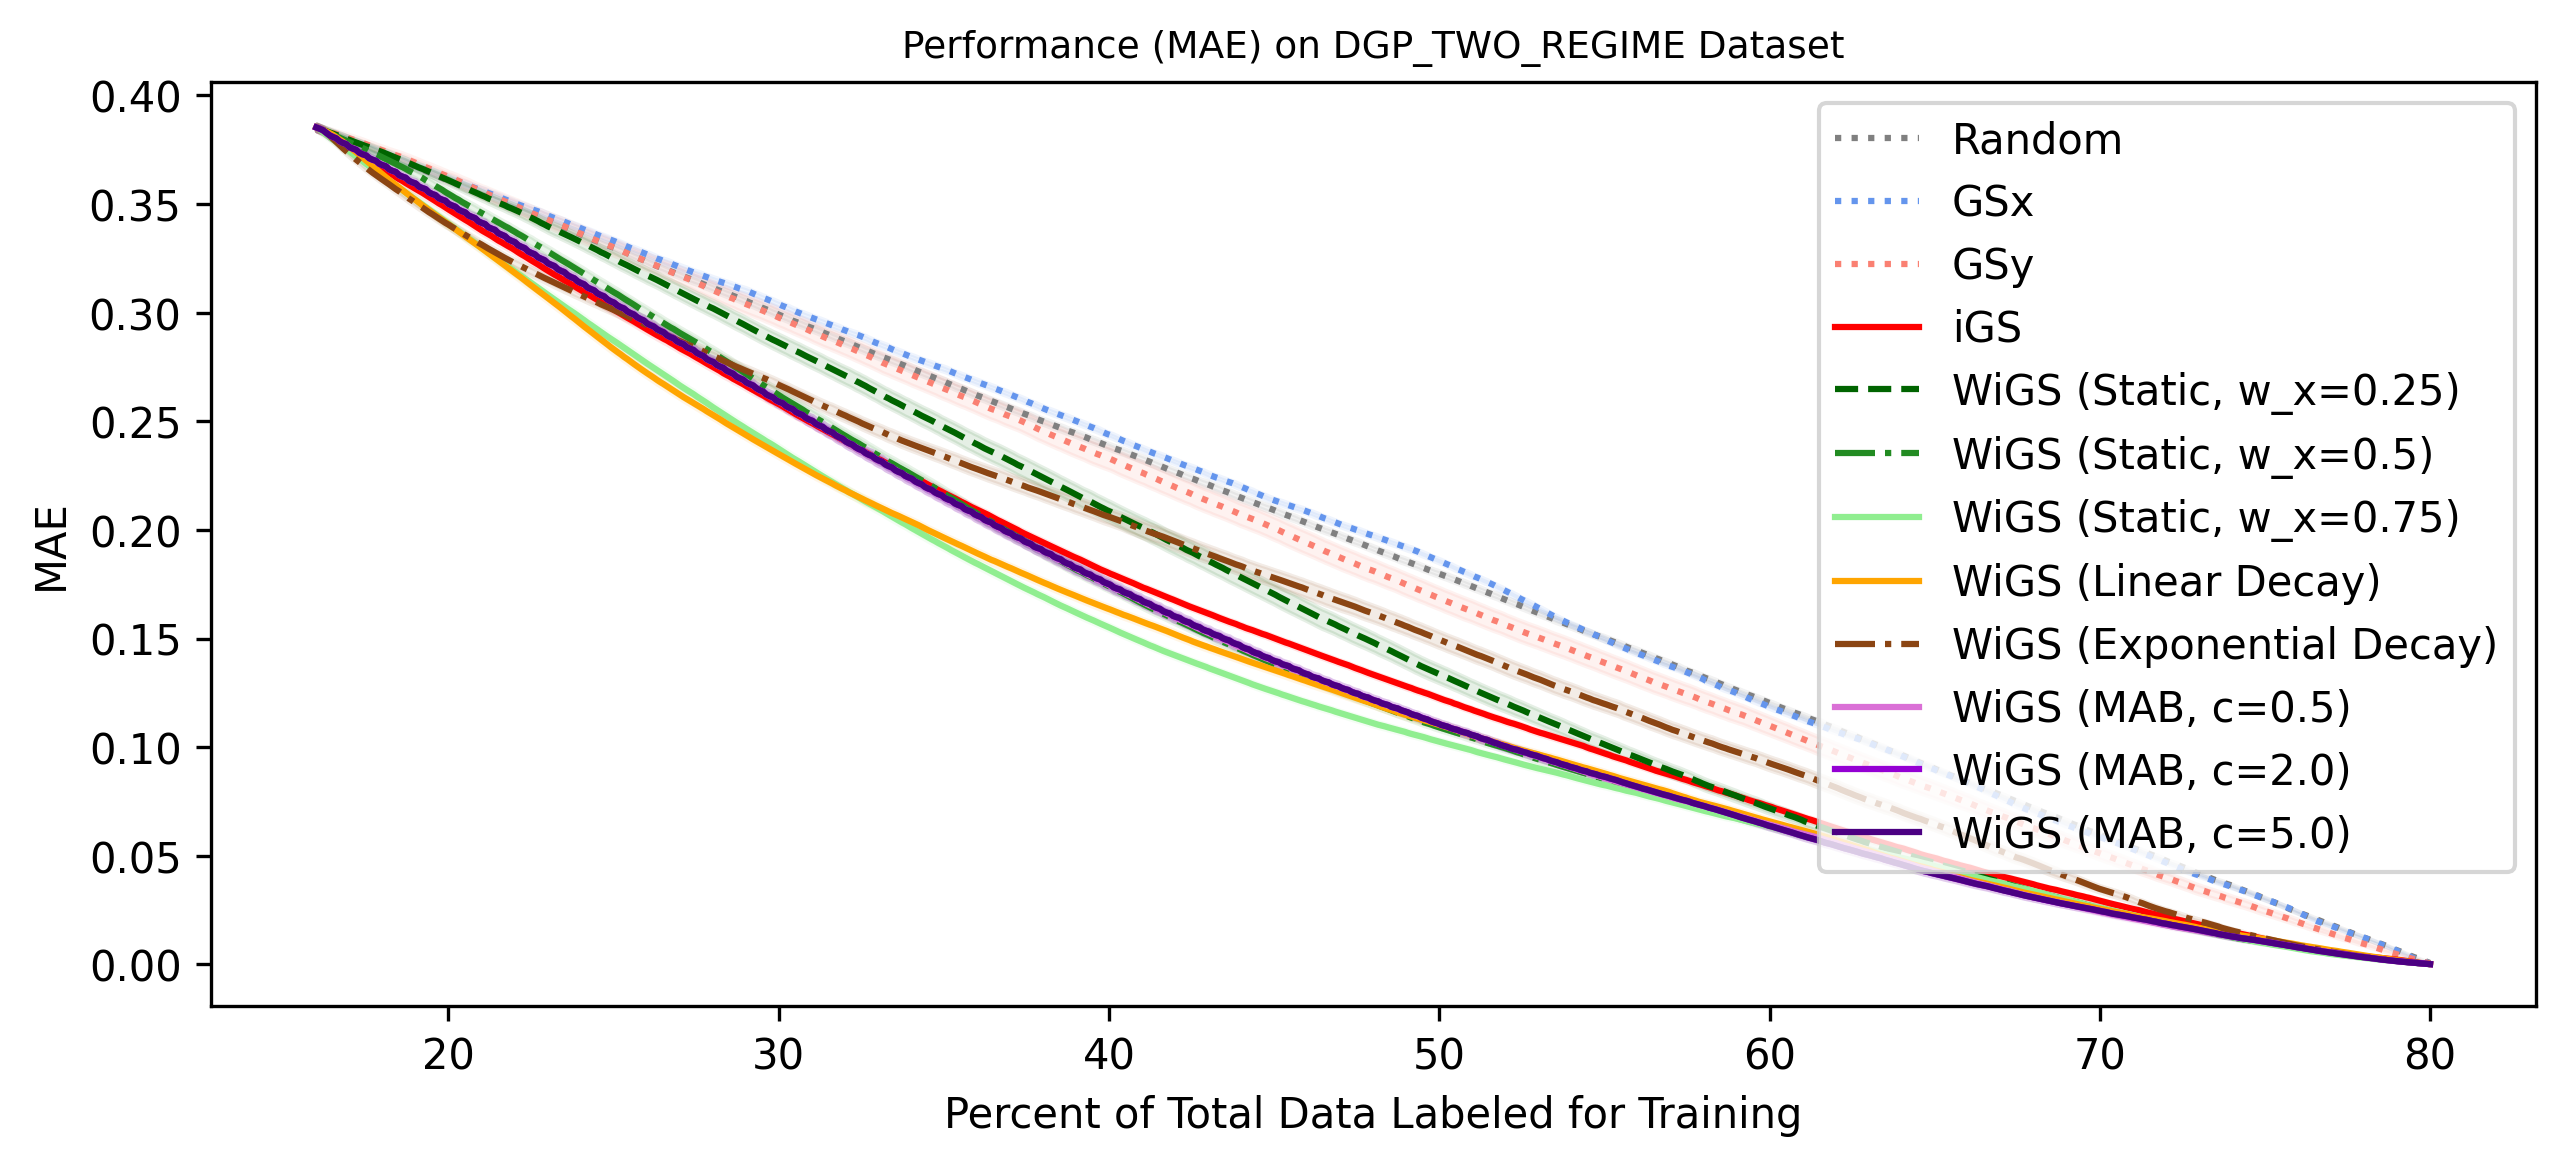 Performance (MAE) on DGP_TWO_REGIME Dataset
0.40
0.35
0.30
0.25
0.20
0.15
0.10
0.05
0.00
MAE
Random
GSx
GSy
iGS
WiGS (Static, w_x=0.25)
WiGS (Static, w_x=0.5)
WiGS (Static, w_x=0.75)
WiGS (Linear Decay)
WiGS (Exponential Decay)
WiGS (MAB, c=0.5)
WiGS (MAB, c=2.0)
WiGS (MAB, c=5.0)
20 30 40 50 60 70 80
Percent of Total Data Labeled for Training